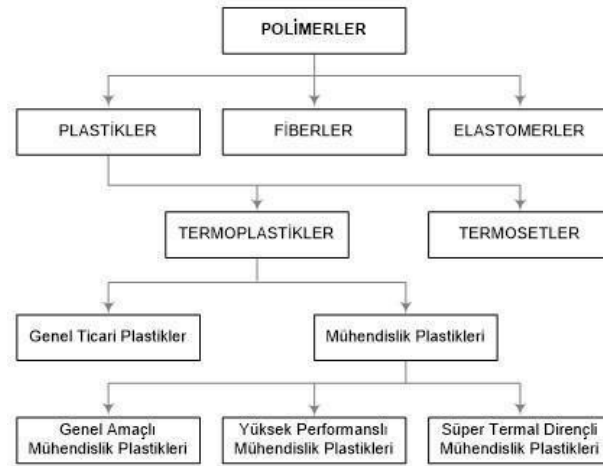 POLİMERLER
PLASTİKLER
FİBERLER
ELASTOMERLER
TERMOPLASTİKLER
TERMOSETLER
Genel Ticari Plastikler
Mühendislik Plastikleri
Genel Amaçlı
Mühendislik Plastikleri
Yüksek Performanslı
Mühendislik Plastikleri
Süper Termal Dirençli
Mühendislik Plastikleri